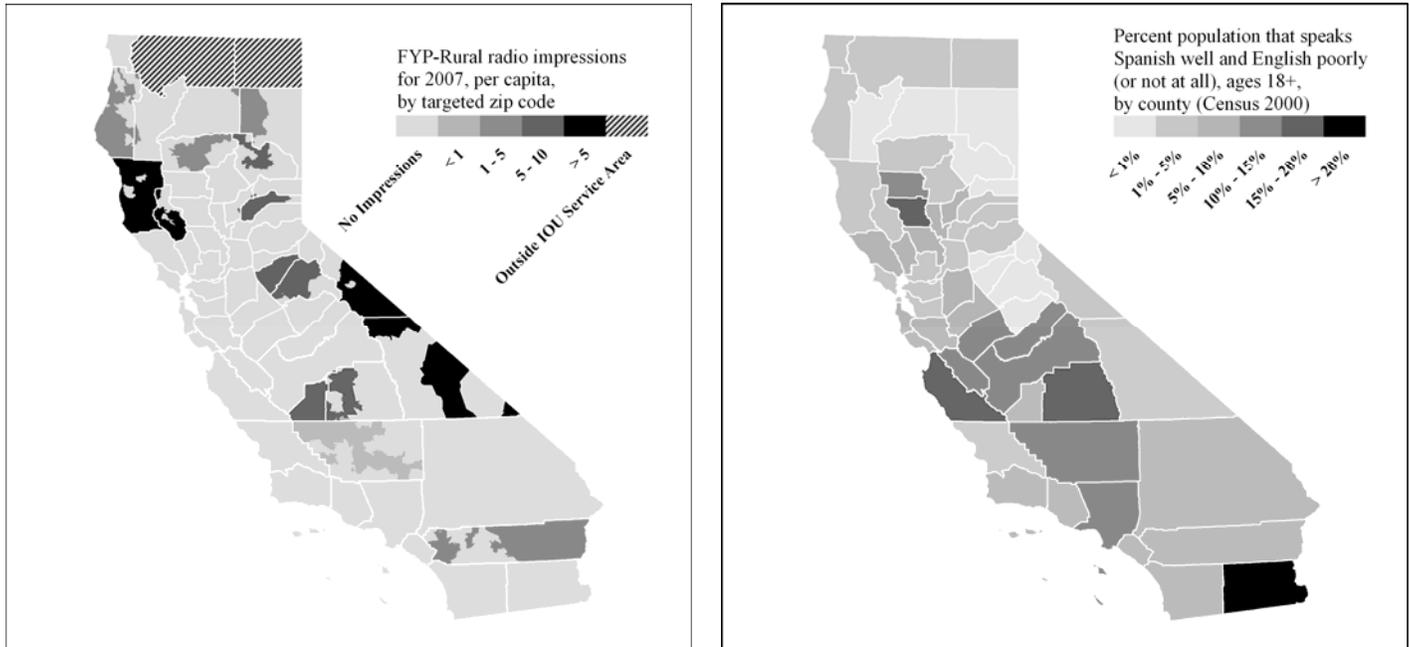 FYP-Rural radio impressions
for 2007, per capita,
by targeted zip code
No Impressions
< 1
1 - 5
5 - 10
> 5
Outside IOU Service Area
Percent population that speaks
Spanish well and English poorly
(or not at all), ages 18+,
by county (Census 2000)
< 1%
1% - 5%
5% - 10%
10% - 15%
15% - 20%
> 20%